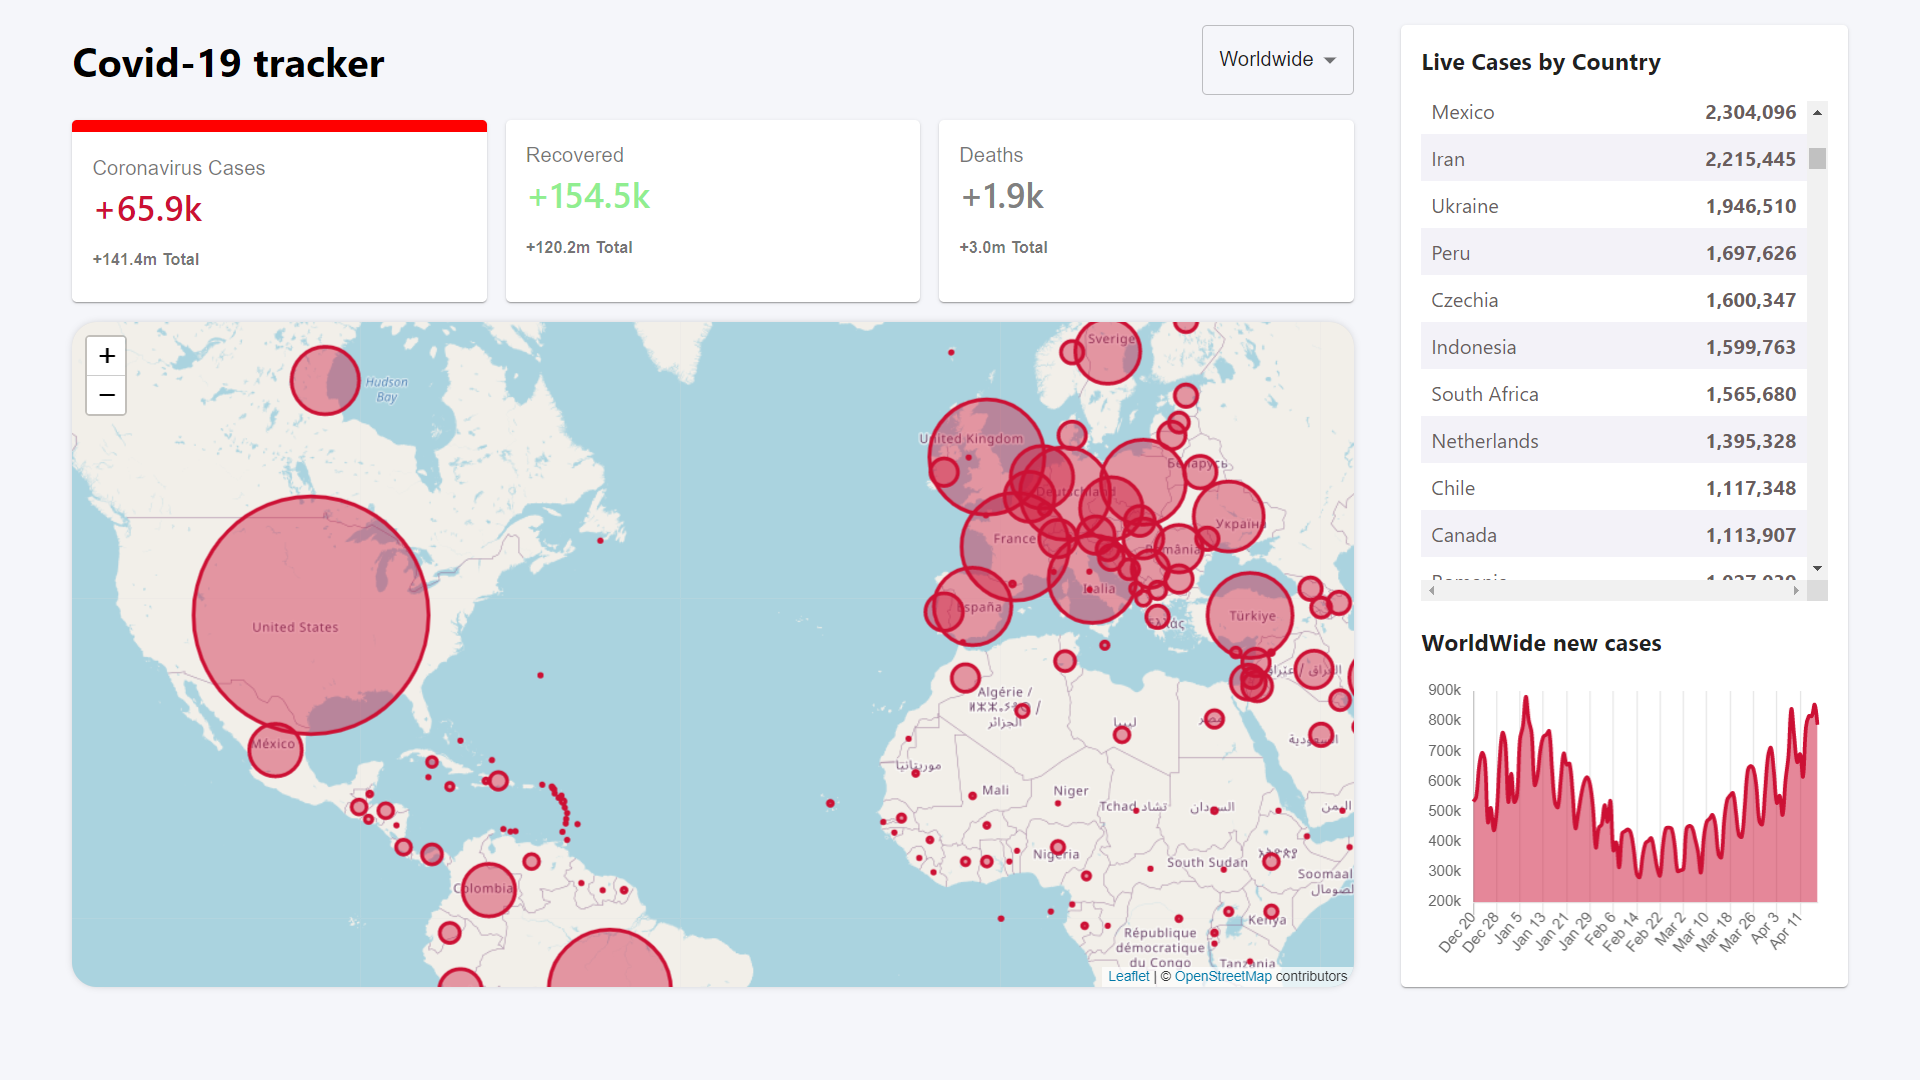 Covid-19 tracker
Worldwide
Coronavirus Cases
+65.9k
+141.4m Total
Recovered
+154.5k
+120.2m Total
Deaths
+1.9k
+3.0m Total
+
−
Hudson
Bay
United States
México
Colombia
Sverige
United Kingdom
Беларусь
Deutschland
Україна
France
România
Italia
España
Türkiye
Ελλάς
Algérie /
الجزائر
ليبيا
مصر
السعودية
موريتانيا
Mali
Niger
Tchad تشاد
السودان
اليمن
Nigeria
South Sudan
Soomaal
الصومال
Kenya
République
démocratique
du Congo
Tanzania
Leaflet | © OpenStreetMap contributors
Live Cases by Country
Mexico 2,304,096
Iran 2,215,445
Ukraine 1,946,510
Peru 1,697,626
Czechia 1,600,347
Indonesia 1,599,763
South Africa 1,565,680
Netherlands 1,395,328
Chile 1,117,348
Canada 1,113,907
WorldWide new cases
900k
800k
700k
600k
500k
400k
300k
200k
Dec 20
Dec 28
Jan 5
Jan 13
Jan 21
Jan 29
Feb 6
Feb 14
Feb 22
Mar 2
Mar 10
Mar 18
Mar 26
Apr 3
Apr 11